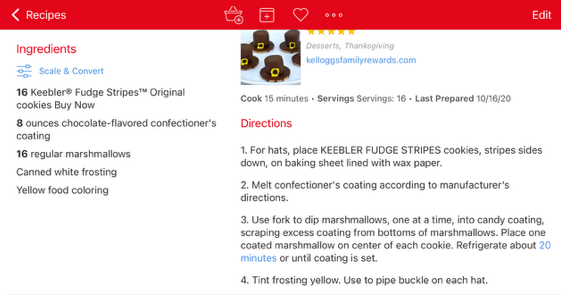 Recipes
Edit
Ingredients
Scale & Convert
16 Keebler® Fudge Stripes™ Original
cookies Buy Now
8 ounces chocolate-flavored confectioner's
coating
16 regular marshmallows
Canned white frosting
Yellow food coloring
Desserts, Thanksgiving
kelloggsfamilyrewards.com
Cook 15 minutes • Servings Servings: 16 • Last Prepared 10/16/20
Directions
1. For hats, place KEEBLER FUDGE STRIPES cookies, stripes sides
down, on baking sheet lined with wax paper.
2. Melt confectioner's coating according to manufacturer's
directions.
3. Use fork to dip marshmallows, one at a time, into candy coating,
scraping excess coating from bottoms of marshmallows. Place one
coated marshmallow on center of each cookie. Refrigerate about 20
minutes or until coating is set.
4. Tint frosting yellow. Use to pipe buckle on each hat.